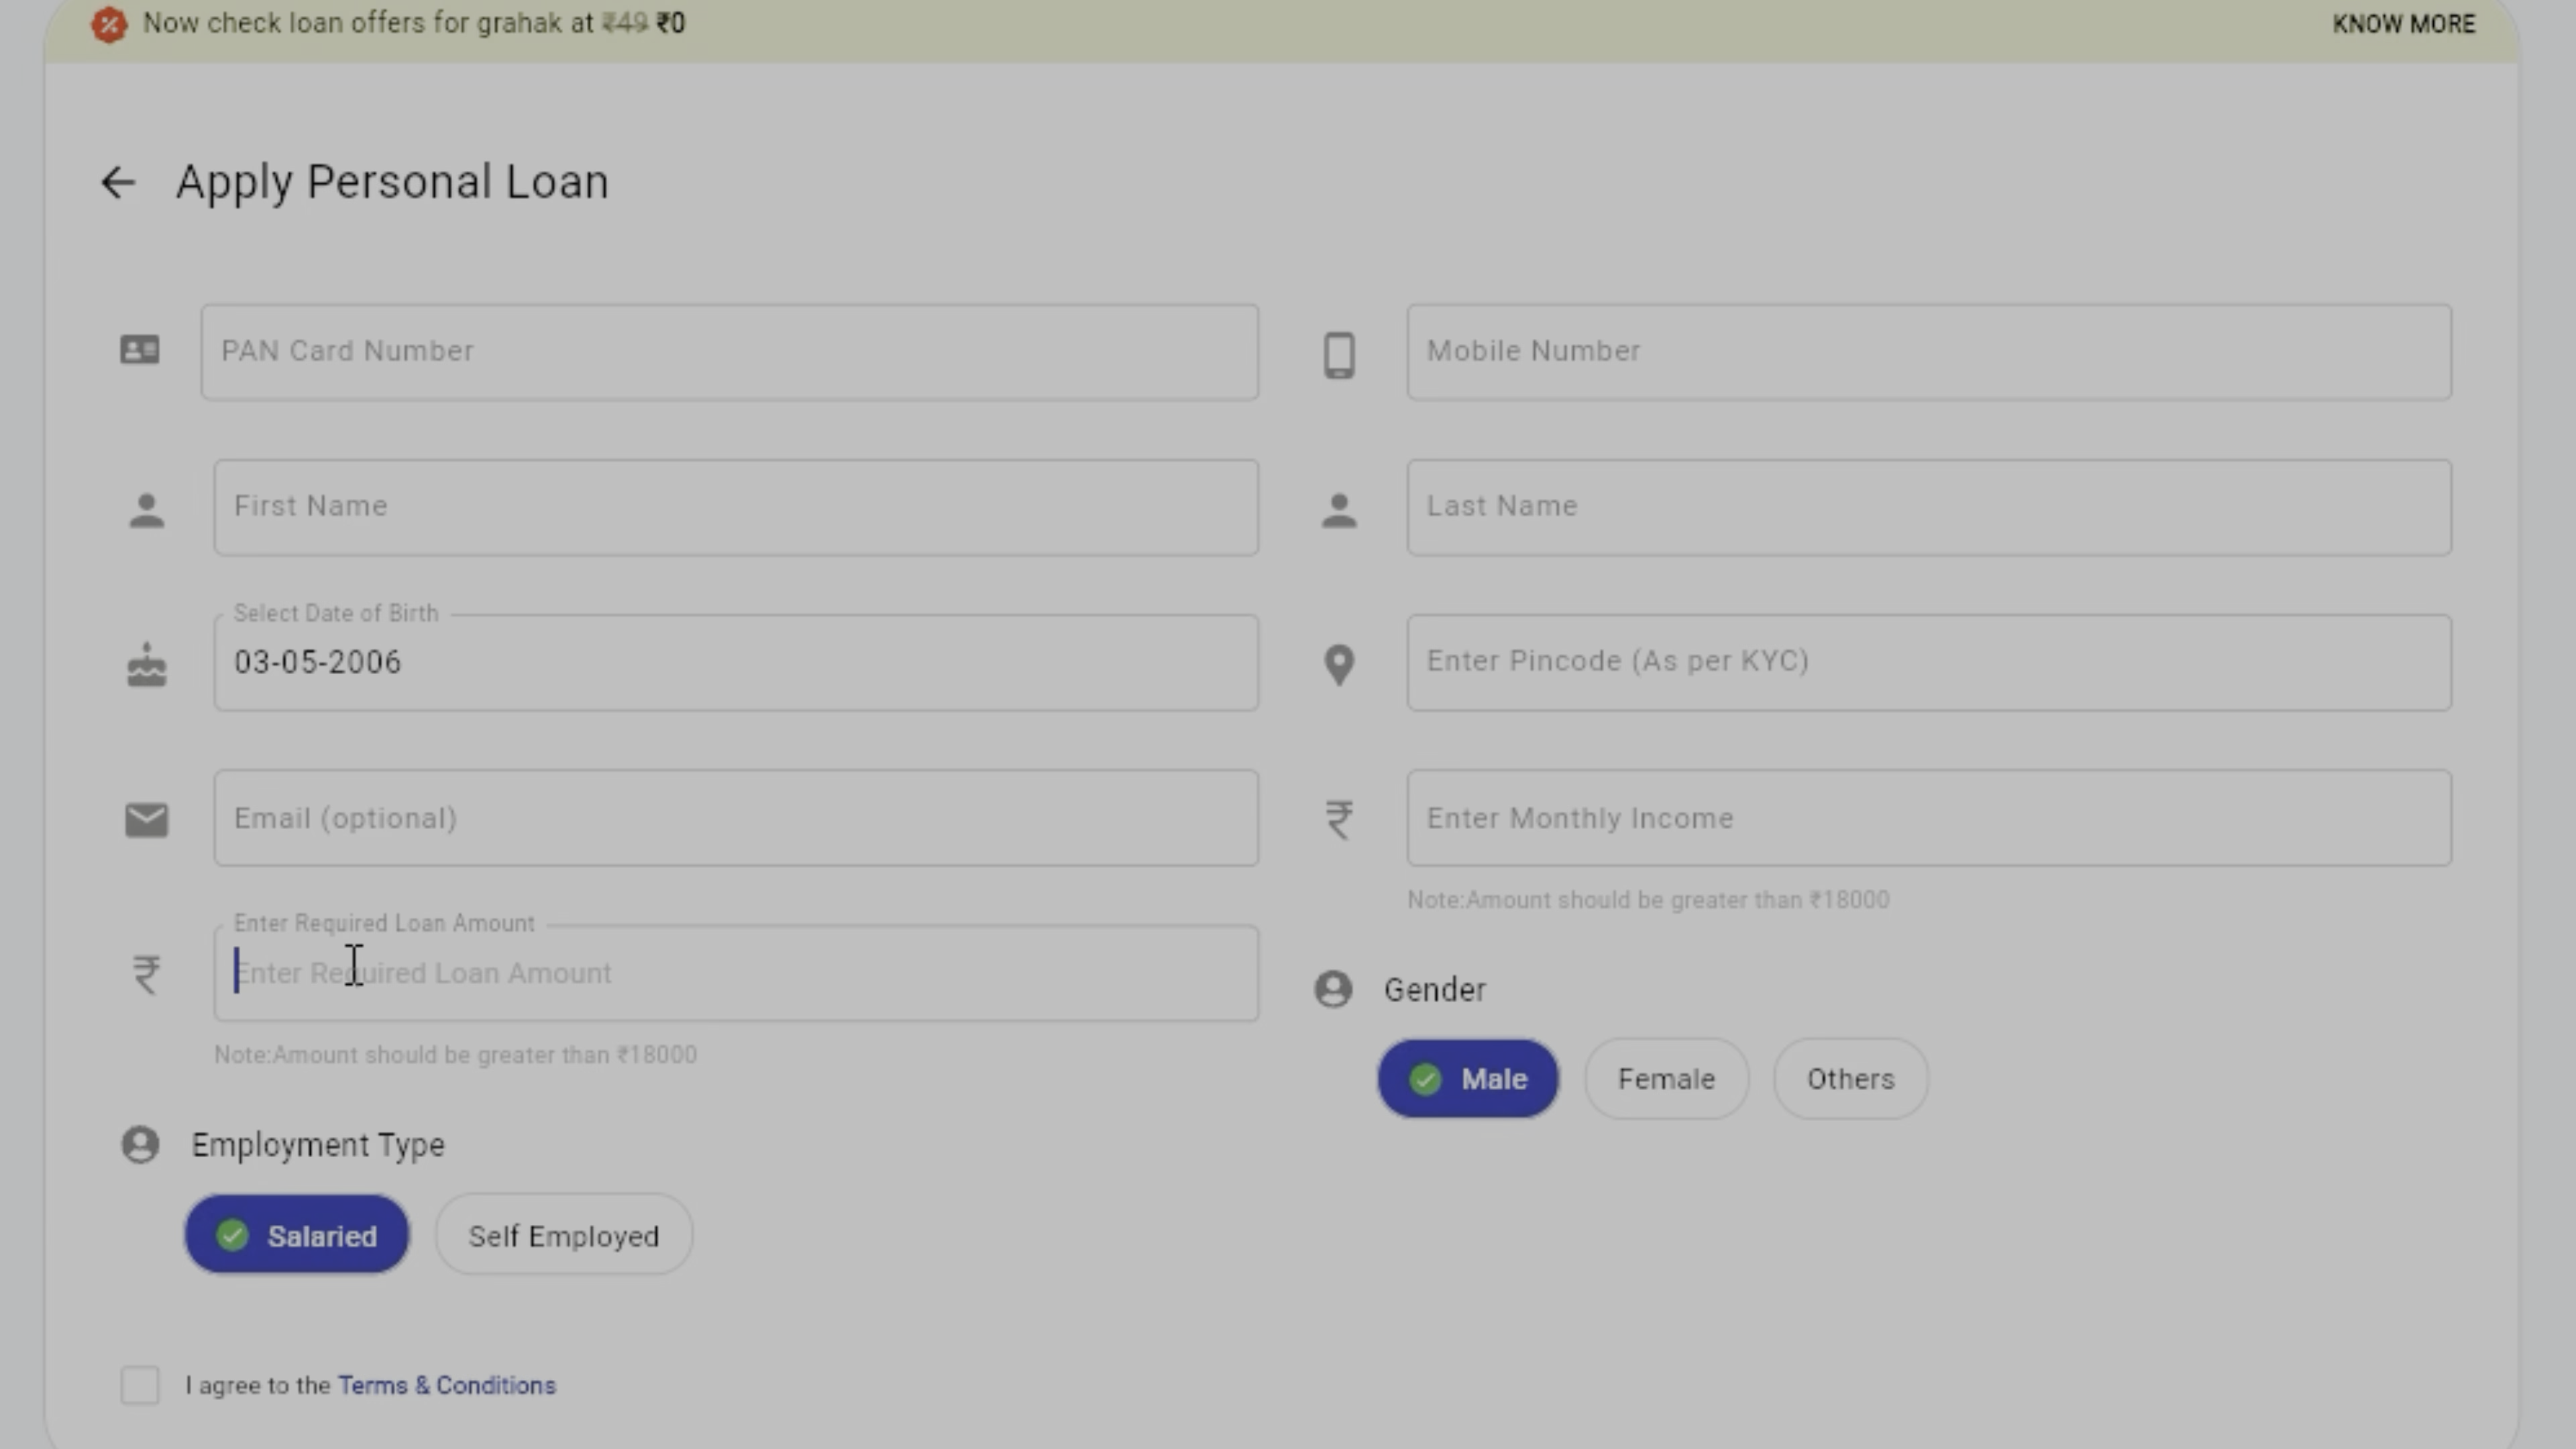 Now check loan offers for grahak at ₹49 ₹0
KNOW MORE
Apply Personal Loan
PAN Card Number
Mobile Number
First Name
Last Name
Select Date of Birth
03-05-2006
Enter Pincode (As per KYC)
Email (optional)
Enter Monthly Income
Note:Amount should be greater than ₹18000
Enter Required Loan Amount
Enter Required Loan Amount
Note:Amount should be greater than ₹18000
Gender
Male
Female
Others
Employment Type
Salaried
Self Employed
I agree to the Terms & Conditions